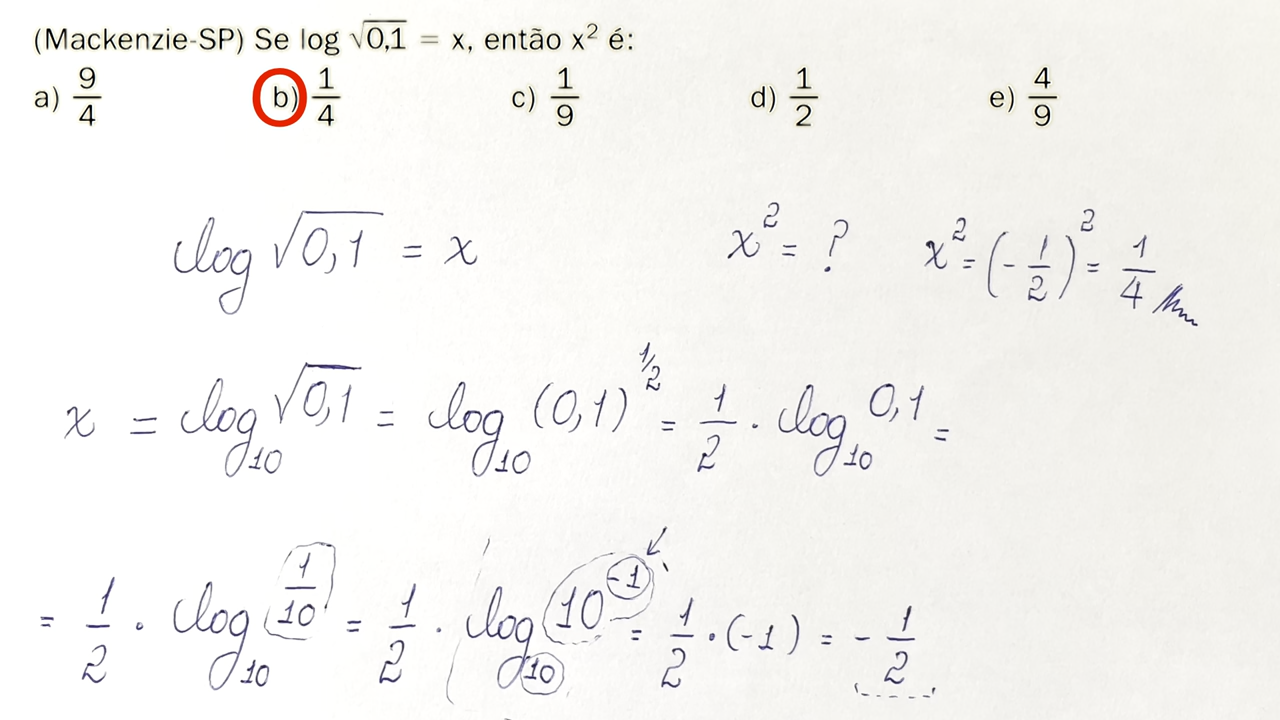 (Mackenzie-SP) Se log √0,1 = x, então x² é:
a) 9/4 b) 1/4 c) 1/9 d) 1/2 e) 4/9
log √0,1 = x x² = ? x² = (-1/2)² = 1/4
x = log₁₀ √0,1 = log₁₀ (0,1)^1/2 = 1/2 · log₁₀ 0,1 =
= 1/2 · log₁₀ 1/10 = 1/2 · log₁₀ 10⁻¹ = 1/2 · (-1) = - 1/2